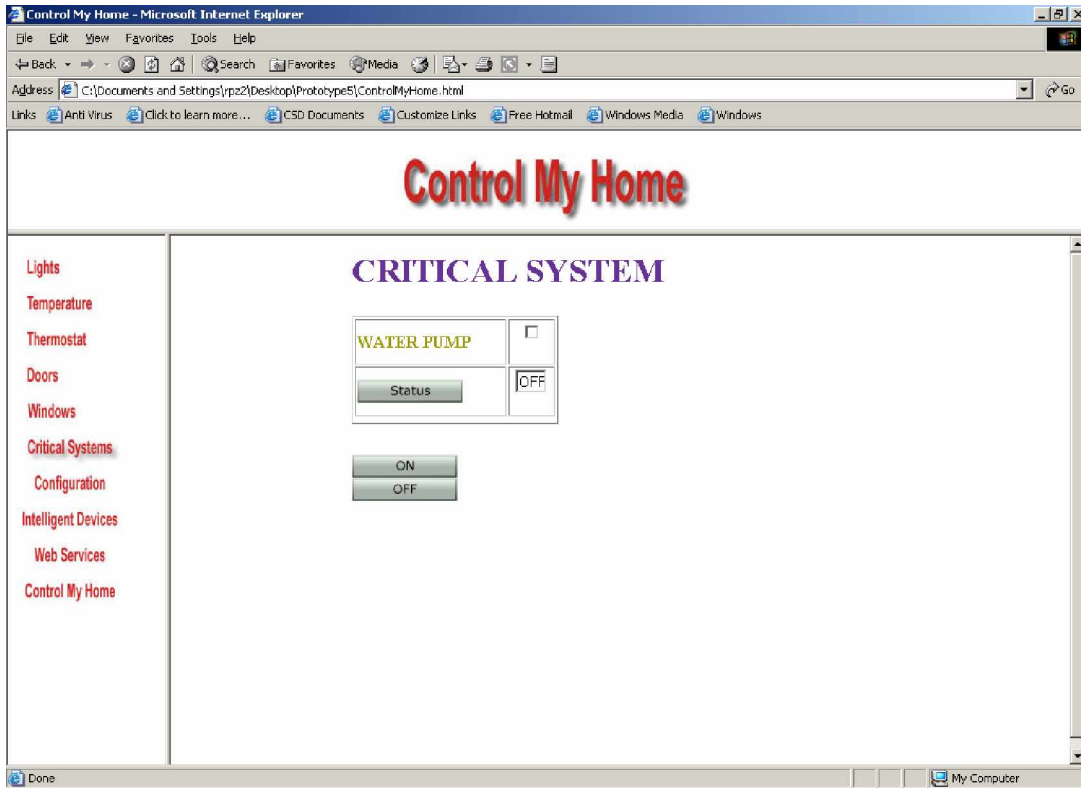 Control My Home - Microsoft Internet Explorer
File Edit View Favorites Tools Help
Back Search Favorites Media
Address C:\Documents and Settings\rpz2\Desktop\Prototype5\ControlMyHome.html Go
Links Anti Virus Click to learn more... CSD Documents Customize Links Free Hotmail Windows Media Windows
Control My Home
Lights
Temperature
Thermostat
Doors
Windows
Critical Systems
Configuration
Intelligent Devices
Web Services
Control My Home
CRITICAL SYSTEM
WATER PUMP
Status OFF
ON
OFF
Done My Computer